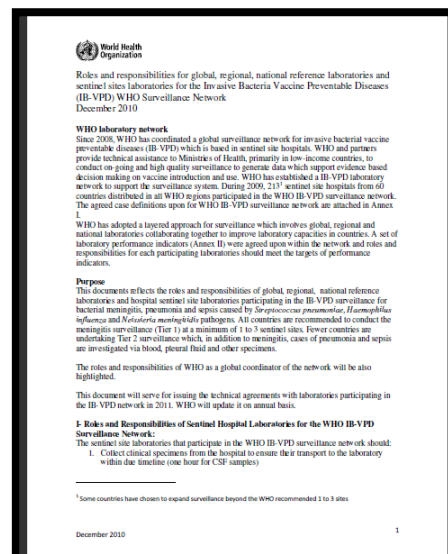 World Health
Organization
Roles and responsibilities for global, regional, national reference laboratories and
sentinel sites laboratories for the Invasive Bacteria Vaccine Preventable Diseases
(IB-VPD) WHO Surveillance Network
December 2010
WHO laboratory network
Since 2008, WHO has coordinated a global surveillance network for invasive bacterial vaccine
preventable diseases (IB-VPD) which is based in sentinel site hospitals. WHO and partners
provide technical assistance to Ministries of Health, primarily in low-income countries, to
conduct on-going and high quality surveillance to generate data which support evidence based
decision making on vaccine introduction and use. WHO has established a IB-VPD laboratory
network to support the surveillance system. During 2009, 213¹ sentinel site hospitals from 60
countries distributed in all WHO regions participated in the WHO IB-VPD surveillance network.
The agreed case definitions upon for WHO IB-VPD surveillance network are attached in Annex
I.
WHO has adopted a layered approach for surveillance which involves global, regional and
national laboratories collaborating together to improve laboratory capacities in countries. A set of
laboratory performance indicators (Annex II) were agreed upon within the network and roles and
responsibilities for each participating laboratories should meet the targets of performance
indicators.
Purpose
This documents reflects the roles and responsibilities of global, regional, national reference
laboratories and hospital sentinel site laboratories participating in the IB-VPD surveillance for
bacterial meningitis, pneumonia and sepsis caused by Streptococcus pneumoniae, Haemophilus
influenza and Neisseria meningitidis pathogens. All countries are recommended to conduct the
meningitis surveillance (Tier 1) at a minimum of 1 to 3 sentinel sites. Fewer countries are
undertaking Tier 2 surveillance which, in addition to meningitis, cases of pneumonia and sepsis
are investigated via blood, pleural fluid and other specimens.
The roles and responsibilities of WHO as a global coordinator of the network will be also
highlighted.
This document will serve for issuing the technical agreements with laboratories participating in
the IB-VPD network in 2011. WHO will update it on annual basis.
I- Roles and Responsibilities of Sentinel Hospital Laboratories for the WHO IB-VPD
Surveillance Network:
The sentinel site laboratories that participate in the WHO IB-VPD surveillance network should:
1. Collect clinical specimens from the hospital to ensure their transport to the laboratory
within due timeline (one hour for CSF samples)
¹ Some countries have chosen to expand surveillance beyond the WHO recommended 1 to 3 sites
December 2010
1